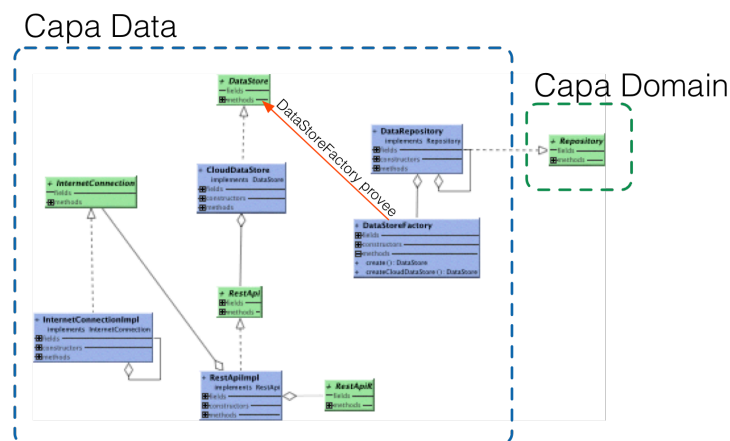 Capa Data
Capa Domain
+ DataStore
fields
methods
DataStoreFactory provee
+ DataRepository
implements Repository
fields
constructors
methods
+ Repository
fields
methods
+ CloudDataStore
implements DataStore
fields
constructors
methods
+ InternetConnection
fields
methods
+ DataStoreFactory
fields
constructors
methods
+ create() : DataStore
+ createCloudDataStore() : DataStore
+ RestApi
fields
methods
+ InternetConnectionImpl
implements InternetConnection
fields
constructors
methods
+ RestApiImpl
implements RestApi
fields
constructors
methods
+ RestApiR
fields
methods